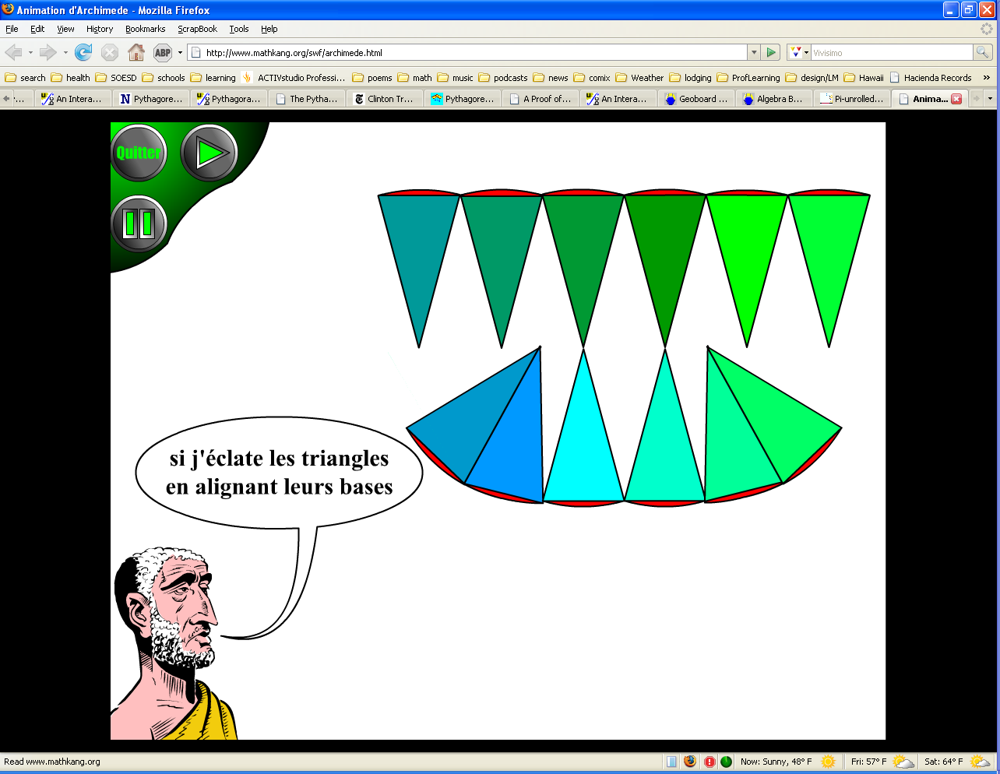 Animation d'Archimede - Mozilla Firefox
File Edit View History Bookmarks ScrapBook Tools Help
ABP http://www.mathkang.org/swf/archimede.html Vivisimo
search health SOESD schools learning ACTIVstudio Professi... poems math music podcasts news comix Weather lodging ProfLearning design/LM Hawaii Hacienda Records »
'... An Intera... Pythagore... Pythagora... The Pytha... Clinton Tr... Pythagore... A Proof of... An Intera... Geoboard ... Algebra B... Pi-unrolled... Anima...
Quitter
si j'éclate les triangles
en alignant leurs bases
Read www.mathkang.org Now: Sunny, 48° F Fri: 57° F Sat: 64° F